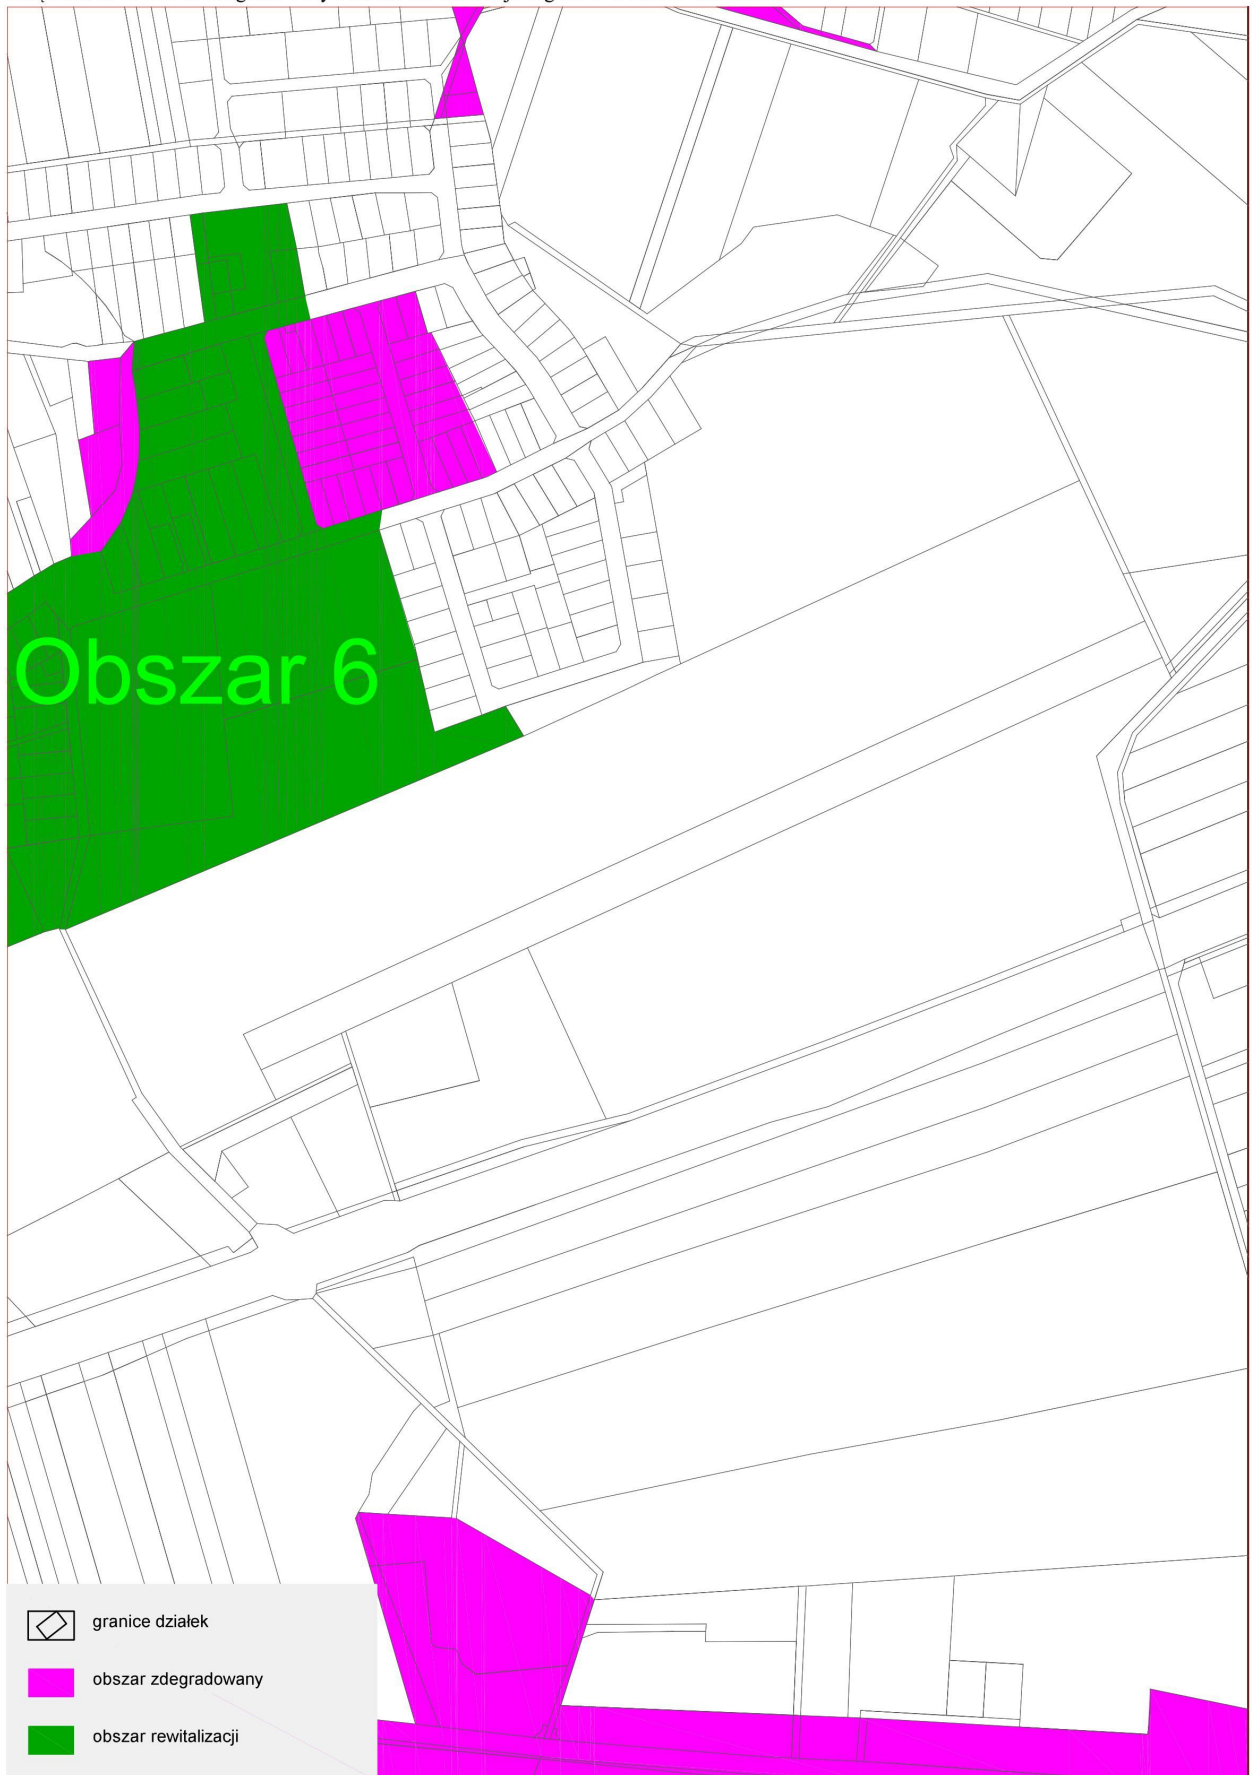 Obszar 6
granice działek
obszar zdegradowany
obszar rewitalizacji